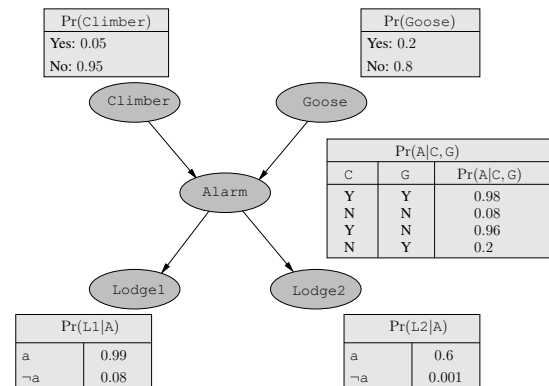 Pr(Climber)
Yes: 0.05
No: 0.95
Pr(Goose)
Yes: 0.2
No: 0.8
Climber
Goose
Alarm
Pr(A|C, G)
C G Pr(A|C, G)
Y Y 0.98
N N 0.08
Y N 0.96
N Y 0.2
Lodge1
Lodge2
Pr(L1|A)
a 0.99
¬a 0.08
Pr(L2|A)
a 0.6
¬a 0.001